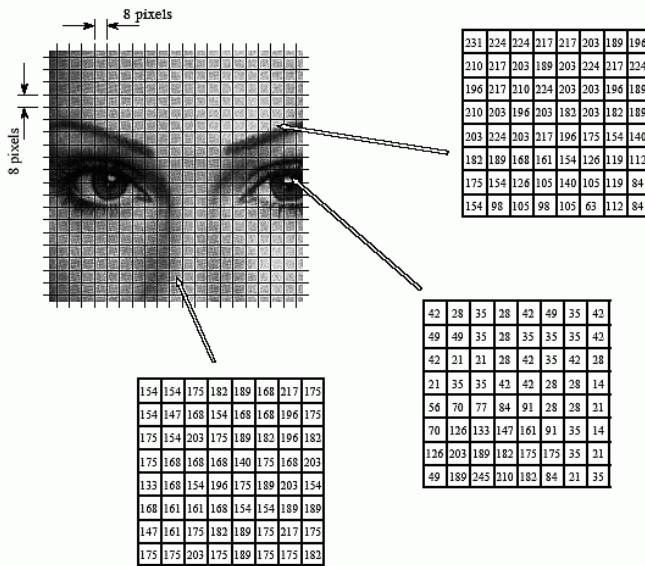 8 pixels
8 pixels
231 224 224 217 217 203 189 196
210 217 203 189 203 224 217 224
196 217 210 224 203 203 196 189
210 203 196 203 182 203 182 189
203 224 203 217 196 175 154 140
182 189 168 161 154 126 119 112
175 154 126 105 140 105 119 84
154 98 105 98 105 63 112 84
42 28 35 28 42 49 35 42
49 49 35 28 35 35 35 42
42 21 21 28 42 35 42 28
21 35 35 42 42 28 28 14
56 70 77 84 91 28 28 21
70 126 133 147 161 91 35 14
126 203 189 182 175 175 35 21
49 189 245 210 182 84 21 35
154 154 175 182 189 168 217 175
154 147 168 154 168 168 196 175
175 154 203 175 189 182 196 182
175 168 168 168 140 175 168 203
133 168 154 196 175 189 203 154
168 161 161 168 154 154 189 189
147 161 175 182 189 175 217 175
175 175 203 175 189 175 175 182